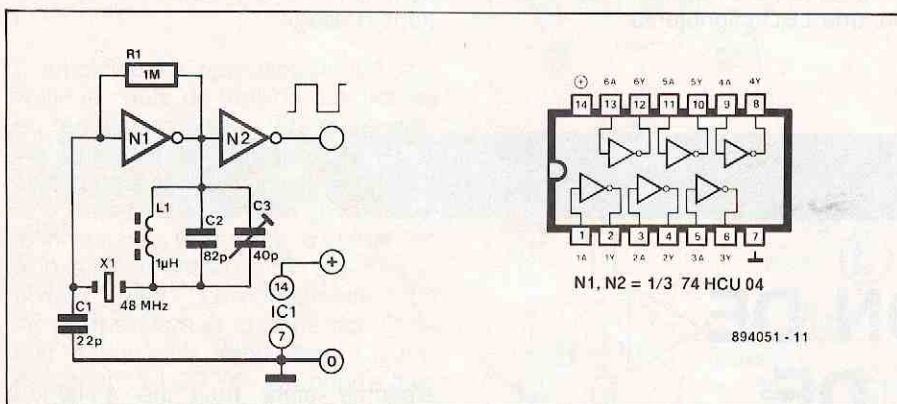 R1
1M
N1
N2
L1
1µH
C2
82p
C3
40p
X1
48 MHz
C1
22p
+
14
IC1
7
0
+ 6A 6Y 5A 5Y 4A 4Y
14 13 12 11 10 9 8
1 2 3 4 5 6 7
1A 1Y 2A 2Y 3A 3Y
N1, N2 = 1/3 74 HCU 04
894051 - 11